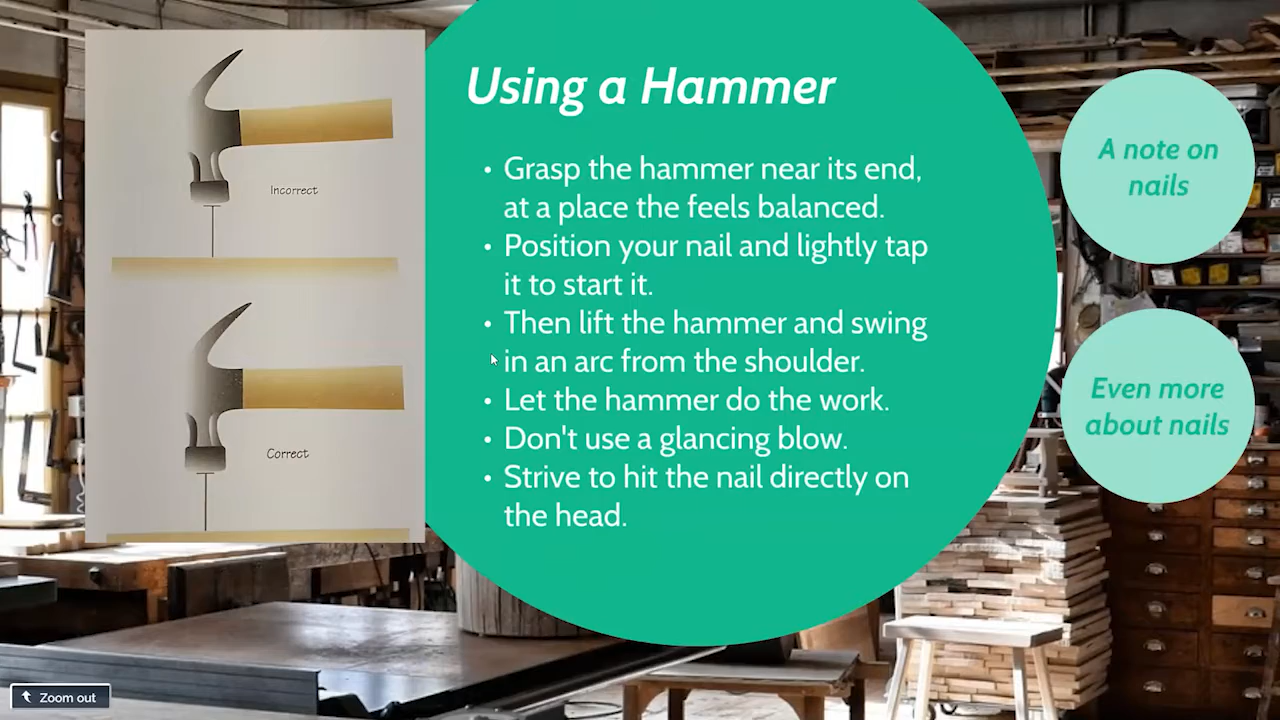 Using a Hammer
• Grasp the hammer near its end,
at a place the feels balanced.
• Position your nail and lightly tap
it to start it.
• Then lift the hammer and swing
in an arc from the shoulder.
• Let the hammer do the work.
• Don't use a glancing blow.
• Strive to hit the nail directly on
the head.
Incorrect
Correct
A note on
nails
Even more
about nails
Zoom out